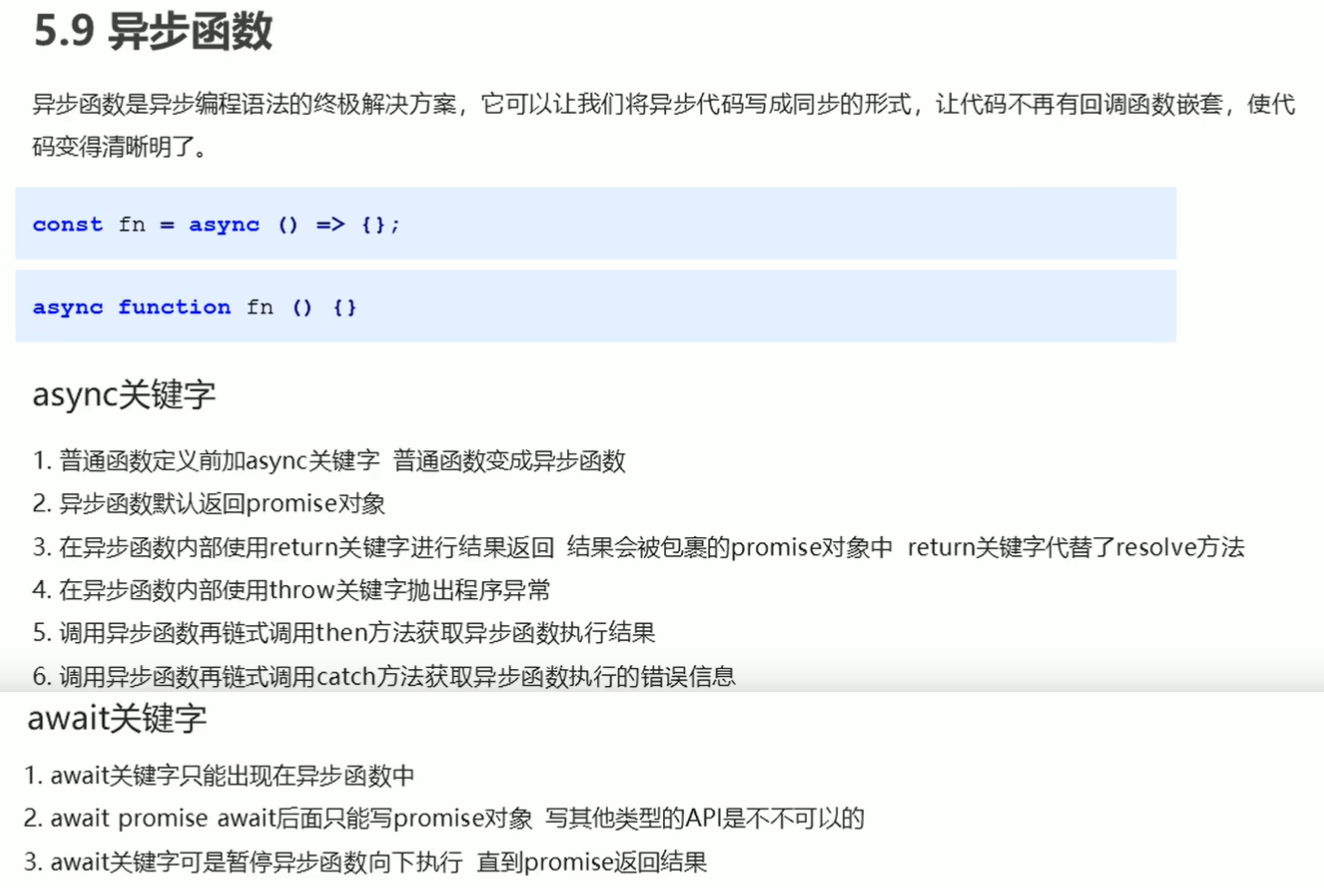 5.9 异步函数
异步函数是异步编程语法的终极解决方案，它可以让我们将异步代码写成同步的形式，让代码不再有回调函数嵌套，使代
码变得清晰明了。
const fn = async () => {};
async function fn () {}
async关键字
1. 普通函数定义前加async关键字 普通函数变成异步函数
2. 异步函数默认返回promise对象
3. 在异步函数内部使用return关键字进行结果返回 结果会被包裹的promise对象中 return关键字代替了resolve方法
4. 在异步函数内部使用throw关键字抛出程序异常
5. 调用异步函数再链式调用then方法获取异步函数执行结果
6. 调用异步函数再链式调用catch方法获取异步函数执行的错误信息
await关键字
1. await关键字只能出现在异步函数中
2. await promise await后面只能写promise对象 写其他类型的API是不不可以的
3. await关键字可是暂停异步函数向下执行 直到promise返回结果